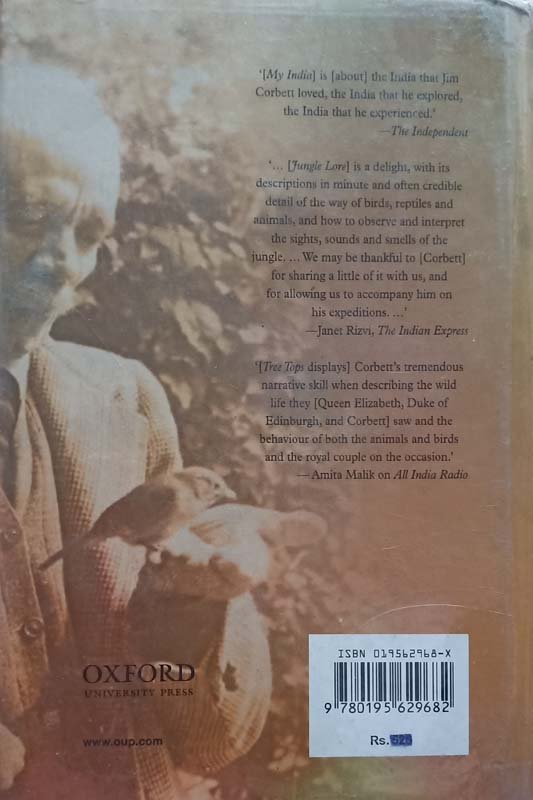 ‘[My India] is [about] the India that Jim
Corbett loved, the India that he explored,
the India that he experienced.’
—The Independent
‘… [Jungle Lore] is a delight, with its
descriptions in minute and often credible
detail of the way of birds, reptiles and
animals, and how to observe and interpret
the sights, sounds and smells of the
jungle. … We may be thankful to [Corbett]
for sharing a little of it with us, and
for allowing us to accompany him on
his expeditions. …’
—Janet Rizvi, The Indian Express
‘[Tree Tops displays] Corbett’s tremendous
narrative skill when describing the wild
life they [Queen Elizabeth, Duke of
Edinburgh, and Corbett] saw and the
behaviour of both the animals and birds
and the royal couple on the occasion.’
—Amita Malik on All India Radio
OXFORD
UNIVERSITY PRESS
www.oup.com
ISBN 019562968-X
9 780195 629682
Rs.